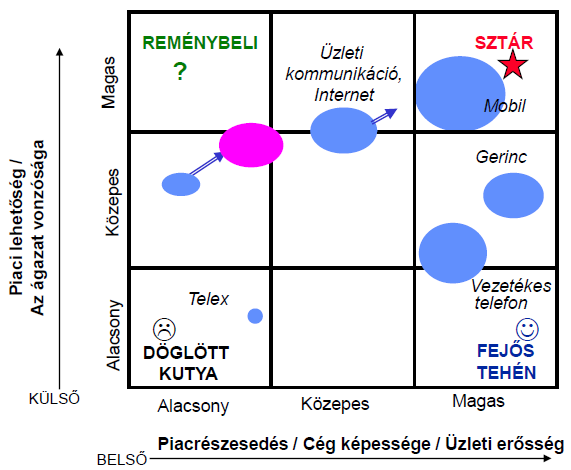 REMÉNYBELI
?
Üzleti
kommunikáció,
Internet
SZTÁR
Mobil
Gerinc
Telex
Vezetékes
telefon
DÖGLÖTT
KUTYA
FEJŐS
TEHÉN
Piaci lehetőség /
Az ágazat vonzósága
Magas
Közepes
Alacsony
KÜLSŐ
Alacsony
Közepes
Magas
BELSŐ
Piacrészesedés / Cég képessége / Üzleti erősség